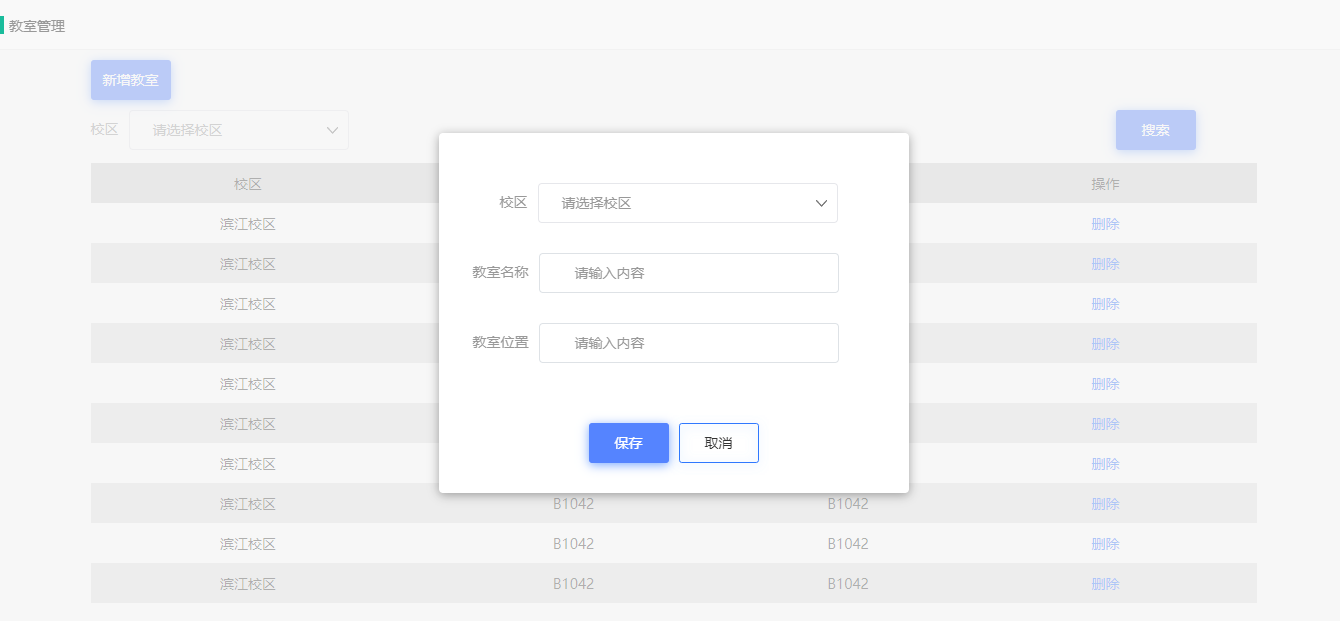 教室管理
新增教室
校区 请选择校区 搜索
校区 操作
滨江校区 删除
滨江校区 删除
滨江校区 删除
滨江校区 删除
滨江校区 删除
滨江校区 删除
滨江校区 删除
滨江校区 B1042 B1042 删除
滨江校区 B1042 B1042 删除
滨江校区 B1042 B1042 删除
校区 请选择校区
教室名称 请输入内容
教室位置 请输入内容
保存 取消